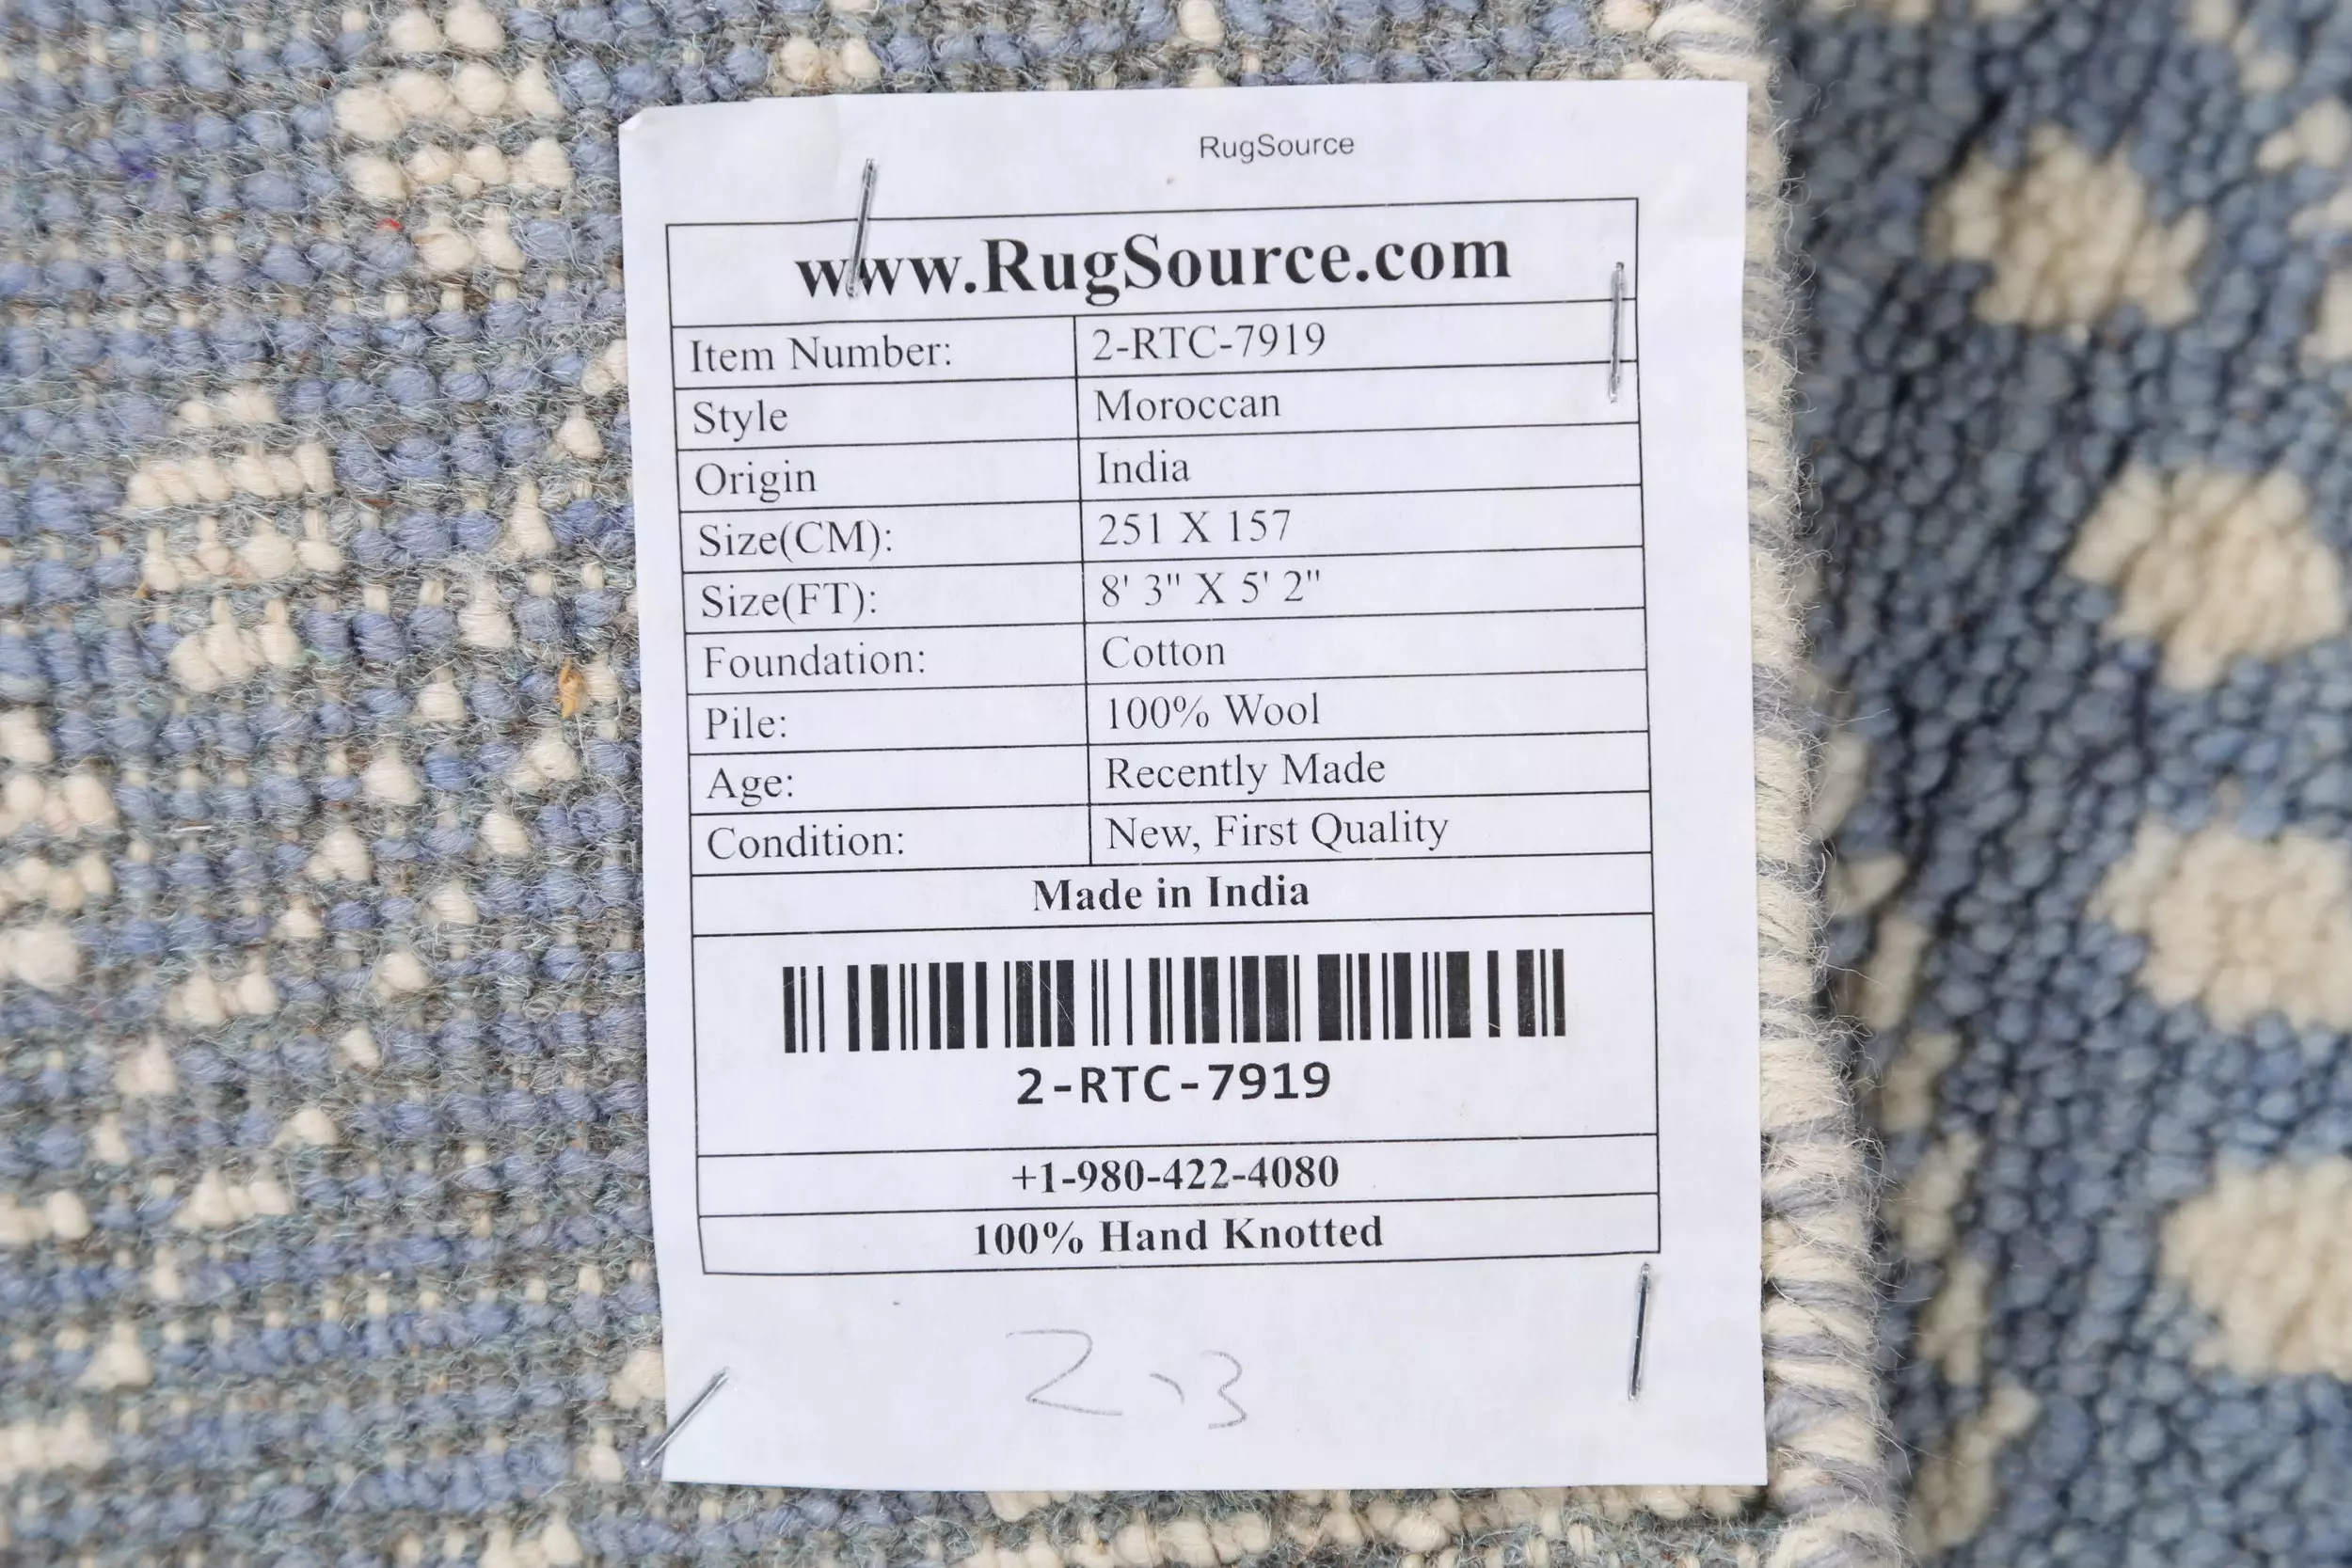 RugSource
www.RugSource.com
Item Number: 2-RTC-7919
Style Moroccan
Origin India
Size(CM): 251 X 157
Size(FT): 8' 3" X 5' 2"
Foundation: Cotton
Pile: 100% Wool
Age: Recently Made
Condition: New, First Quality
Made in India
2-RTC-7919
+1-980-422-4080
100% Hand Knotted